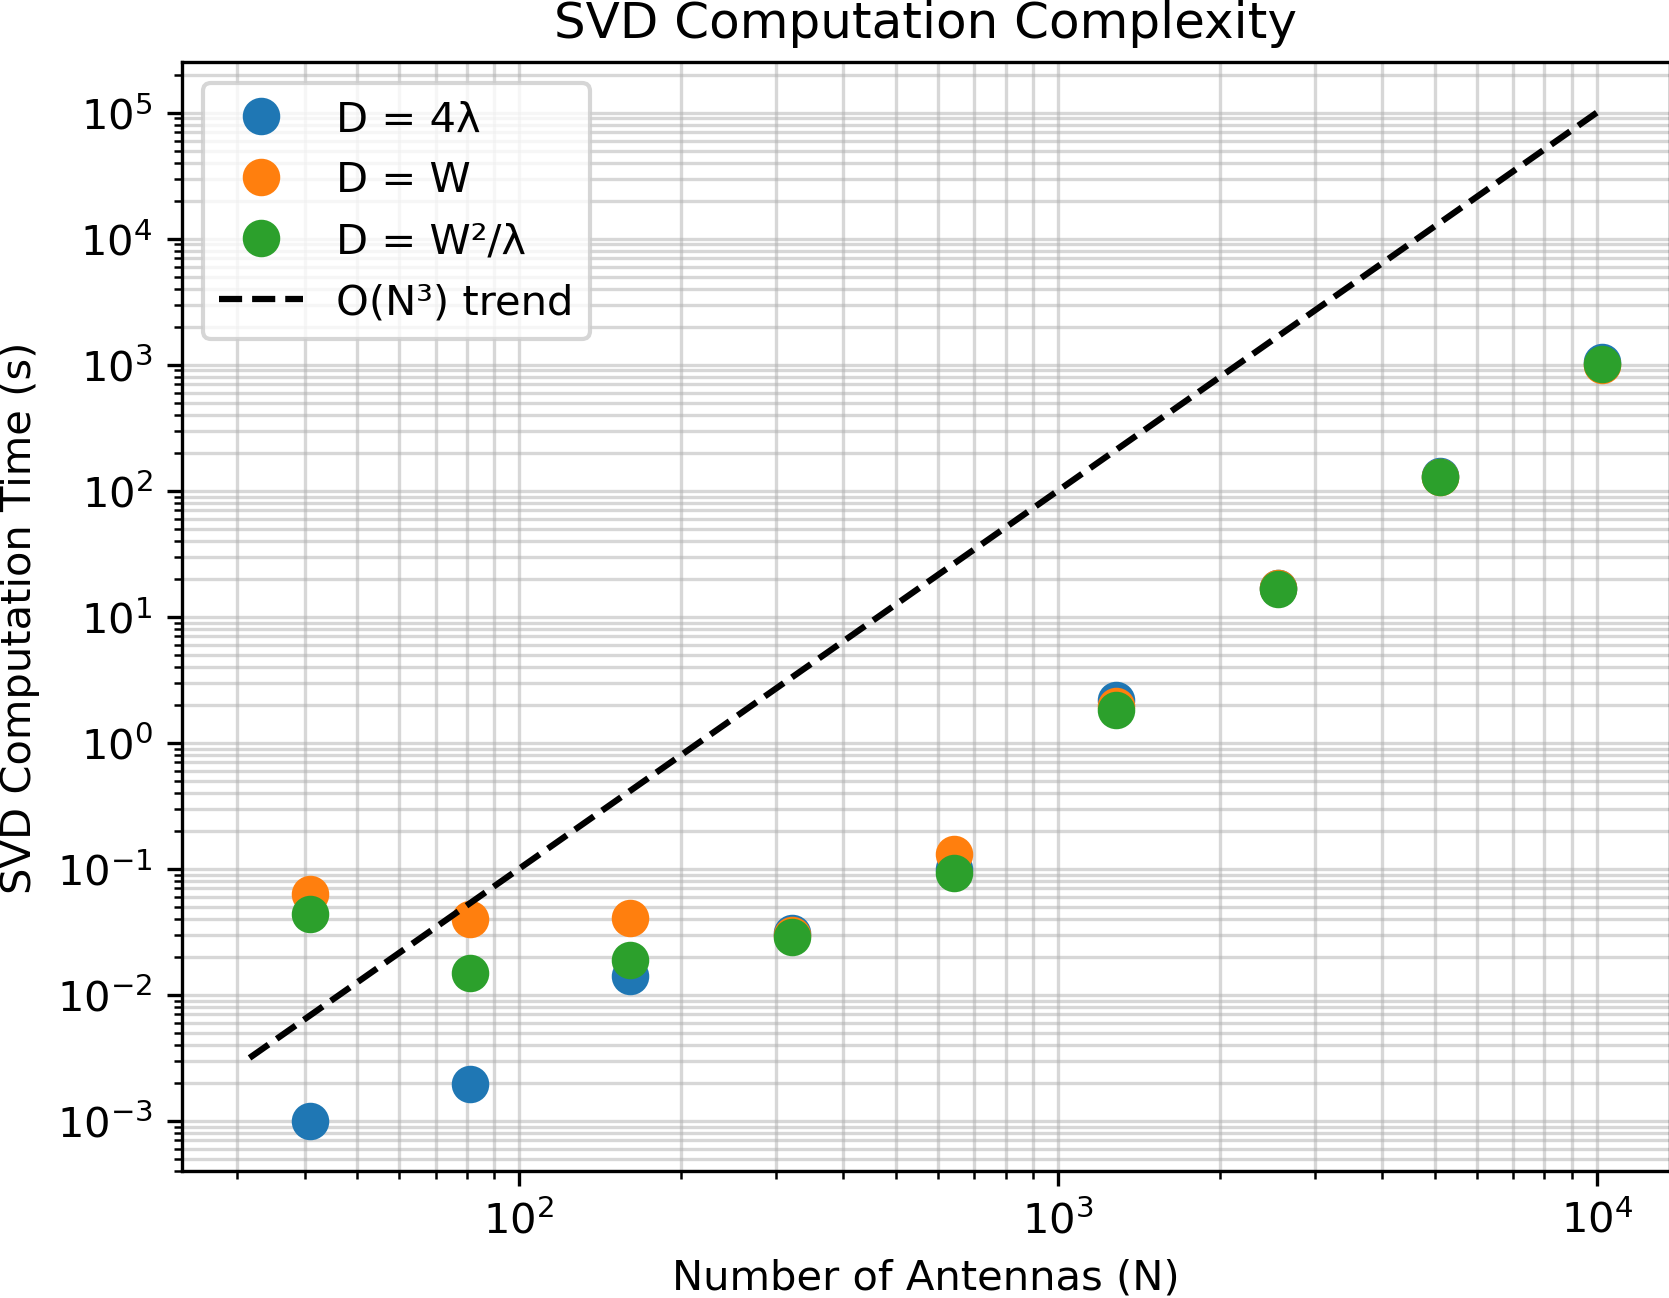 SVD Computation Complexity
D = 4λ
D = W
D = W²/λ
O(N³) trend
SVD Computation Time (s)
10⁵
10⁴
10³
10²
10¹
10⁰
10⁻¹
10⁻²
10⁻³
10² 10³ 10⁴
Number of Antennas (N)